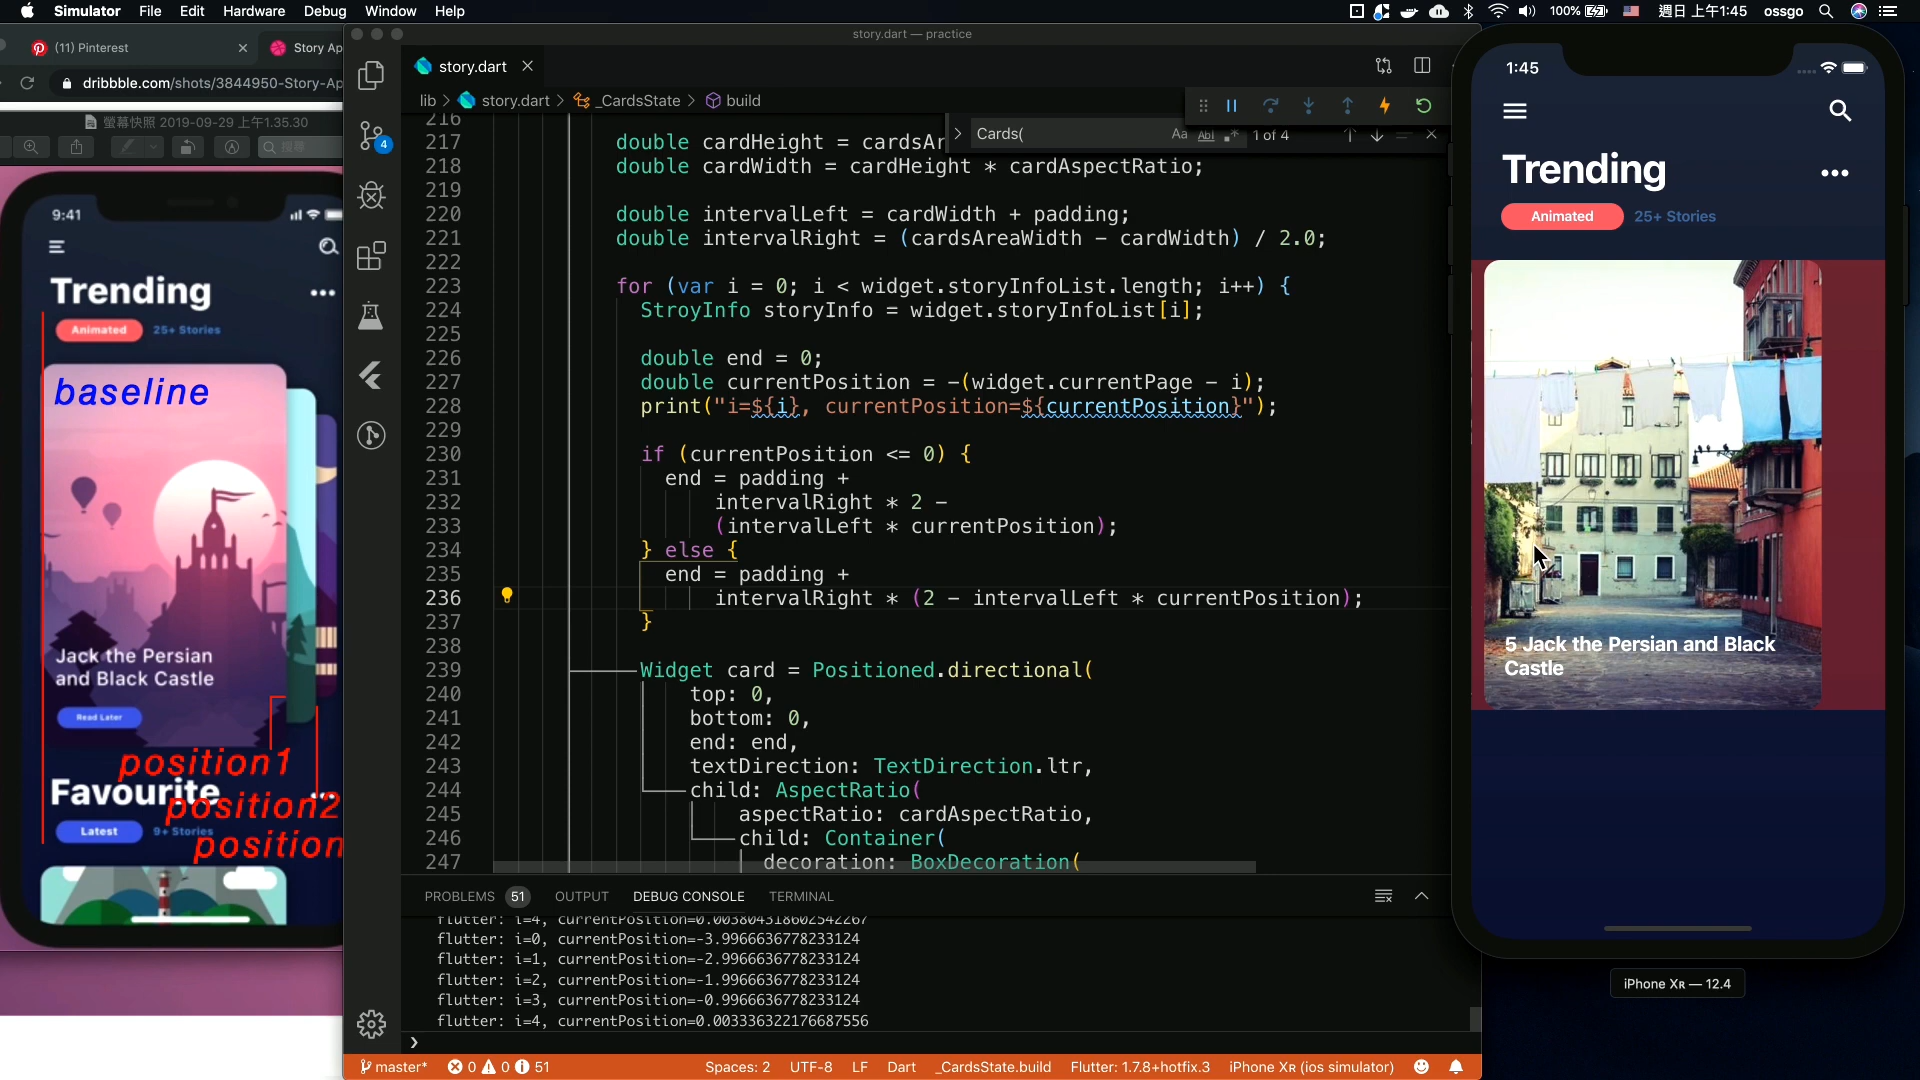 Simulator File Edit Hardware Debug Window Help
100% 週日 上午1:45 ossgo
(11) Pinterest
Story Ap
dribbble.com/shots/3844950-Story-Ap
螢幕快照 2019-09-29 上午1.35.30
搜尋
9:41
Trending
Animated 25+ Stories
baseline
Jack the Persian
and Black Castle
Read Later
position1
Favourite
position2
Latest 9+ Stories
position
story.dart — practice
story.dart
lib > story.dart > _CardsState > build
Cards(
Aa Abl .* 1 of 4
4
216
217 double cardHeight = cardsAr
218 double cardWidth = cardHeight * cardAspectRatio;
219
220 double intervalLeft = cardWidth + padding;
221 double intervalRight = (cardsAreaWidth - cardWidth) / 2.0;
222
223 for (var i = 0; i < widget.storyInfoList.length; i++) {
224 StroyInfo storyInfo = widget.storyInfoList[i];
225
226 double end = 0;
227 double currentPosition = -(widget.currentPage - i);
228 print("i=${i}, currentPosition=${currentPosition}");
229
230 if (currentPosition <= 0) {
231 end = padding +
232 intervalRight * 2 -
233 (intervalLeft * currentPosition);
234 } else {
235 end = padding +
236 intervalRight * (2 - intervalLeft * currentPosition);
237 }
238
239 Widget card = Positioned.directional(
240 top: 0,
241 bottom: 0,
242 end: end,
243 textDirection: TextDirection.ltr,
244 child: AspectRatio(
245 aspectRatio: cardAspectRatio,
246 child: Container(
247 decoration: BoxDecoration(
PROBLEMS 51 OUTPUT DEBUG CONSOLE TERMINAL
flutter: i=4, currentPosition=0.003804318602542267
flutter: i=0, currentPosition=-3.9966636778233124
flutter: i=1, currentPosition=-2.9966636778233124
flutter: i=2, currentPosition=-1.9966636778233124
flutter: i=3, currentPosition=-0.9966636778233124
flutter: i=4, currentPosition=0.003336322176687556
master* 0 0 51 Spaces: 2 UTF-8 LF Dart _CardsState.build Flutter: 1.7.8+hotfix.3 iPhone XR (ios simulator)
1:45
Trending
Animated 25+ Stories
5 Jack the Persian and Black
Castle
iPhone XR — 12.4